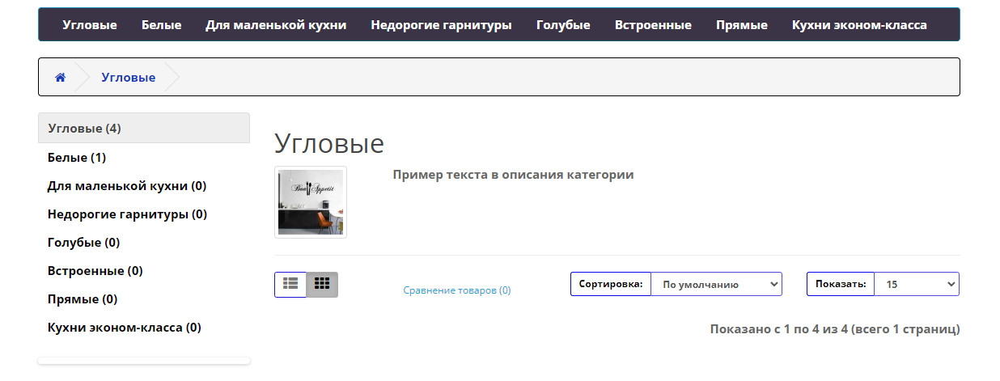 Угловые Белые Для маленькой кухни Недорогие гарнитуры Голубые Встроенные Прямые Кухни эконом-класса
Угловые
Угловые (4)
Белые (1)
Для маленькой кухни (0)
Недорогие гарнитуры (0)
Голубые (0)
Встроенные (0)
Прямые (0)
Кухни эконом-класса (0)
Угловые
Bon Appetit
Пример текста в описания категории
Сравнение товаров (0)
Сортировка: По умолчанию
Показать: 15
Показано с 1 по 4 из 4 (всего 1 страниц)